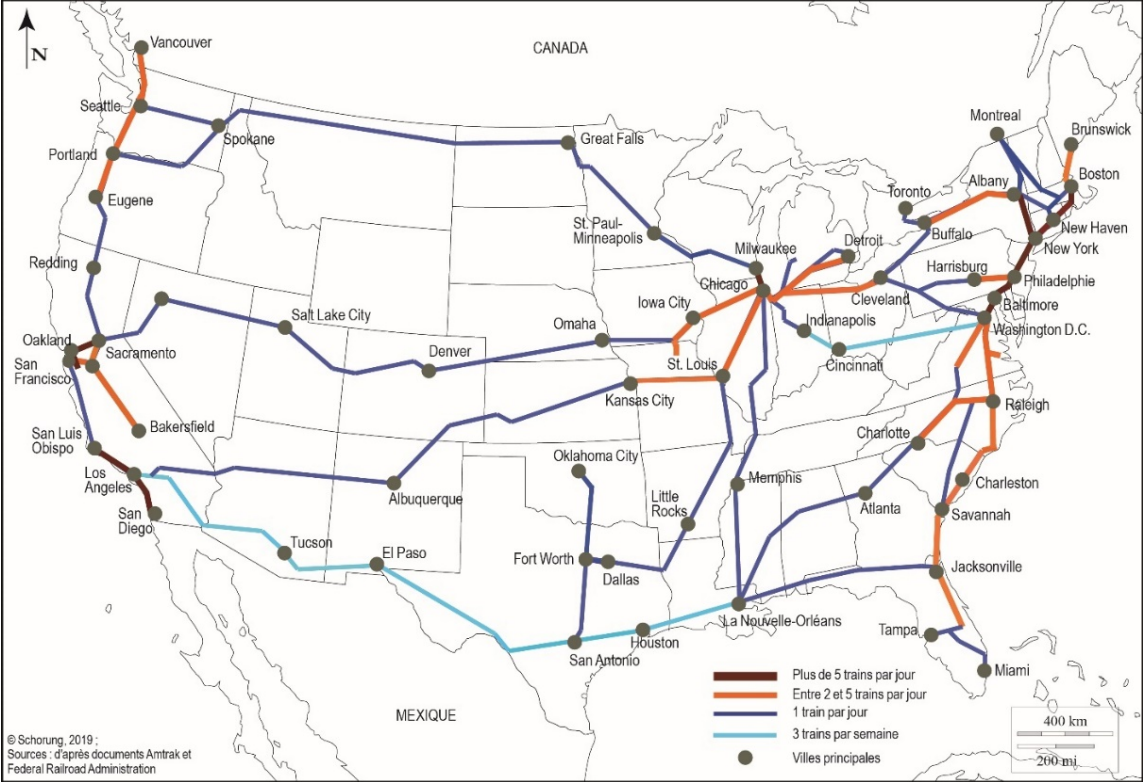 N
Vancouver
CANADA
Seattle
Spokane
Great Falls
Montreal
Brunswick
Portland
Albany
Boston
Eugene
Toronto
St. Paul-
Minneapolis
Buffalo
New Haven
New York
Milwaukee
Detroit
Redding
Chicago
Harrisburg
Philadelphie
Cleveland
Baltimore
Iowa City
Salt Lake City
Omaha
Indianapolis
Washington D.C.
Oakland
Sacramento
Denver
San
Francisco
St. Louis
Cincinnati
Kansas City
Raleigh
Bakersfield
San Luis
Obispo
Charlotte
Oklahoma City
Los
Angeles
Memphis
Charleston
Albuquerque
Little
Rocks
Atlanta
San
Diego
Savannah
Tucson
El Paso
Fort Worth
Dallas
Jacksonville
La Nouvelle-Orléans
Tampa
Houston
San Antonio
Miami
MEXIQUE
Plus de 5 trains par jour
Entre 2 et 5 trains par jour
1 train par jour
3 trains par semaine
Villes principales
400 km
200 mi
© Schorung, 2019 ;
Sources : d'après documents Amtrak et
Federal Railroad Administration